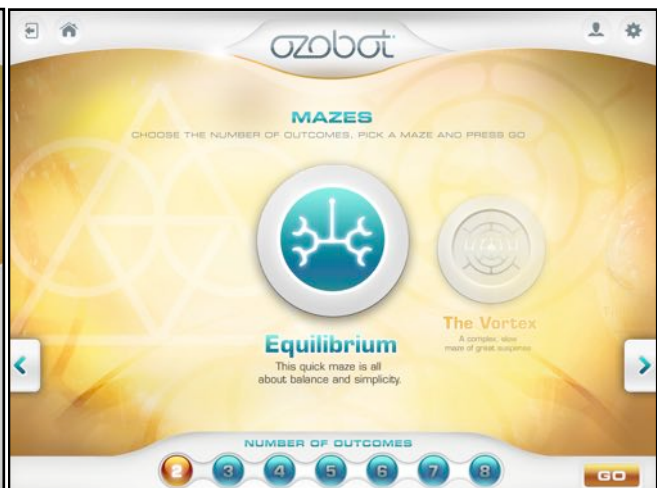 ozobot
MAZES
CHOOSE THE NUMBER OF OUTCOMES, PICK A MAZE AND PRESS GO
Equilibrium
This quick maze is all
about balance and simplicity.
The Vortex
A complex, slow
maze of great suspense
NUMBER OF OUTCOMES
2 3 4 5 6 7 8
GO